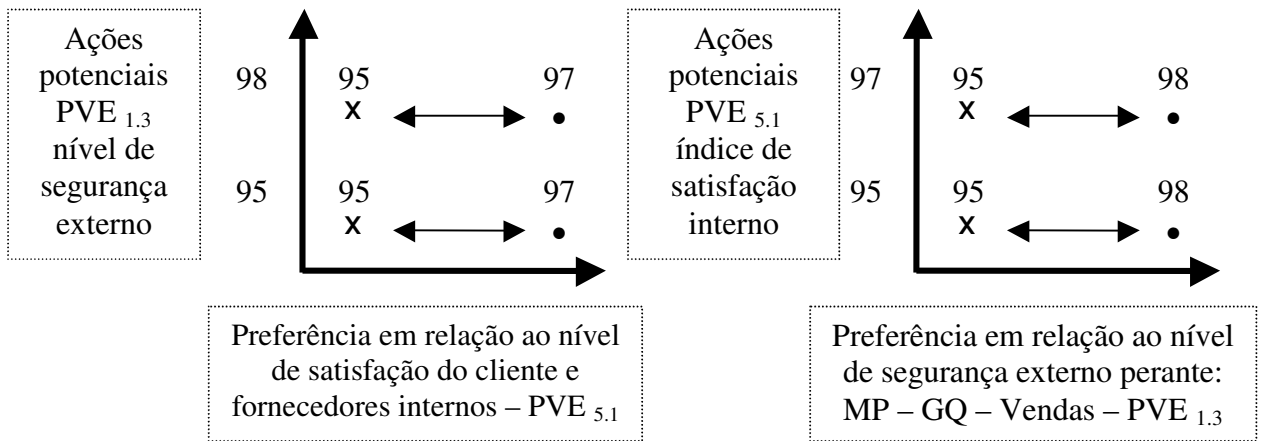 Ações
potenciais
PVE 1.3
nível de
segurança
externo
98 95 97
x •
95 95 97
x •
Preferência em relação ao nível
de satisfação do cliente e
fornecedores internos – PVE 5.1
Ações
potenciais
PVE 5.1
índice de
satisfação
interno
97 95 98
x •
95 95 98
x •
Preferência em relação ao nível
de segurança externo perante:
MP – GQ – Vendas – PVE 1.3